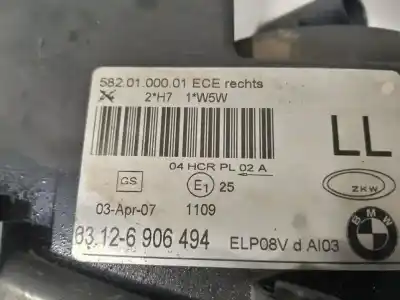 582.01.000.01 ECE rechts
2*H7 1*W5W
LL
04 HCR PL 02 A
GS
E1 25
ZKW
03-Apr-07 1109
BMW
63.12-6 906 494 ELP08V d AI03